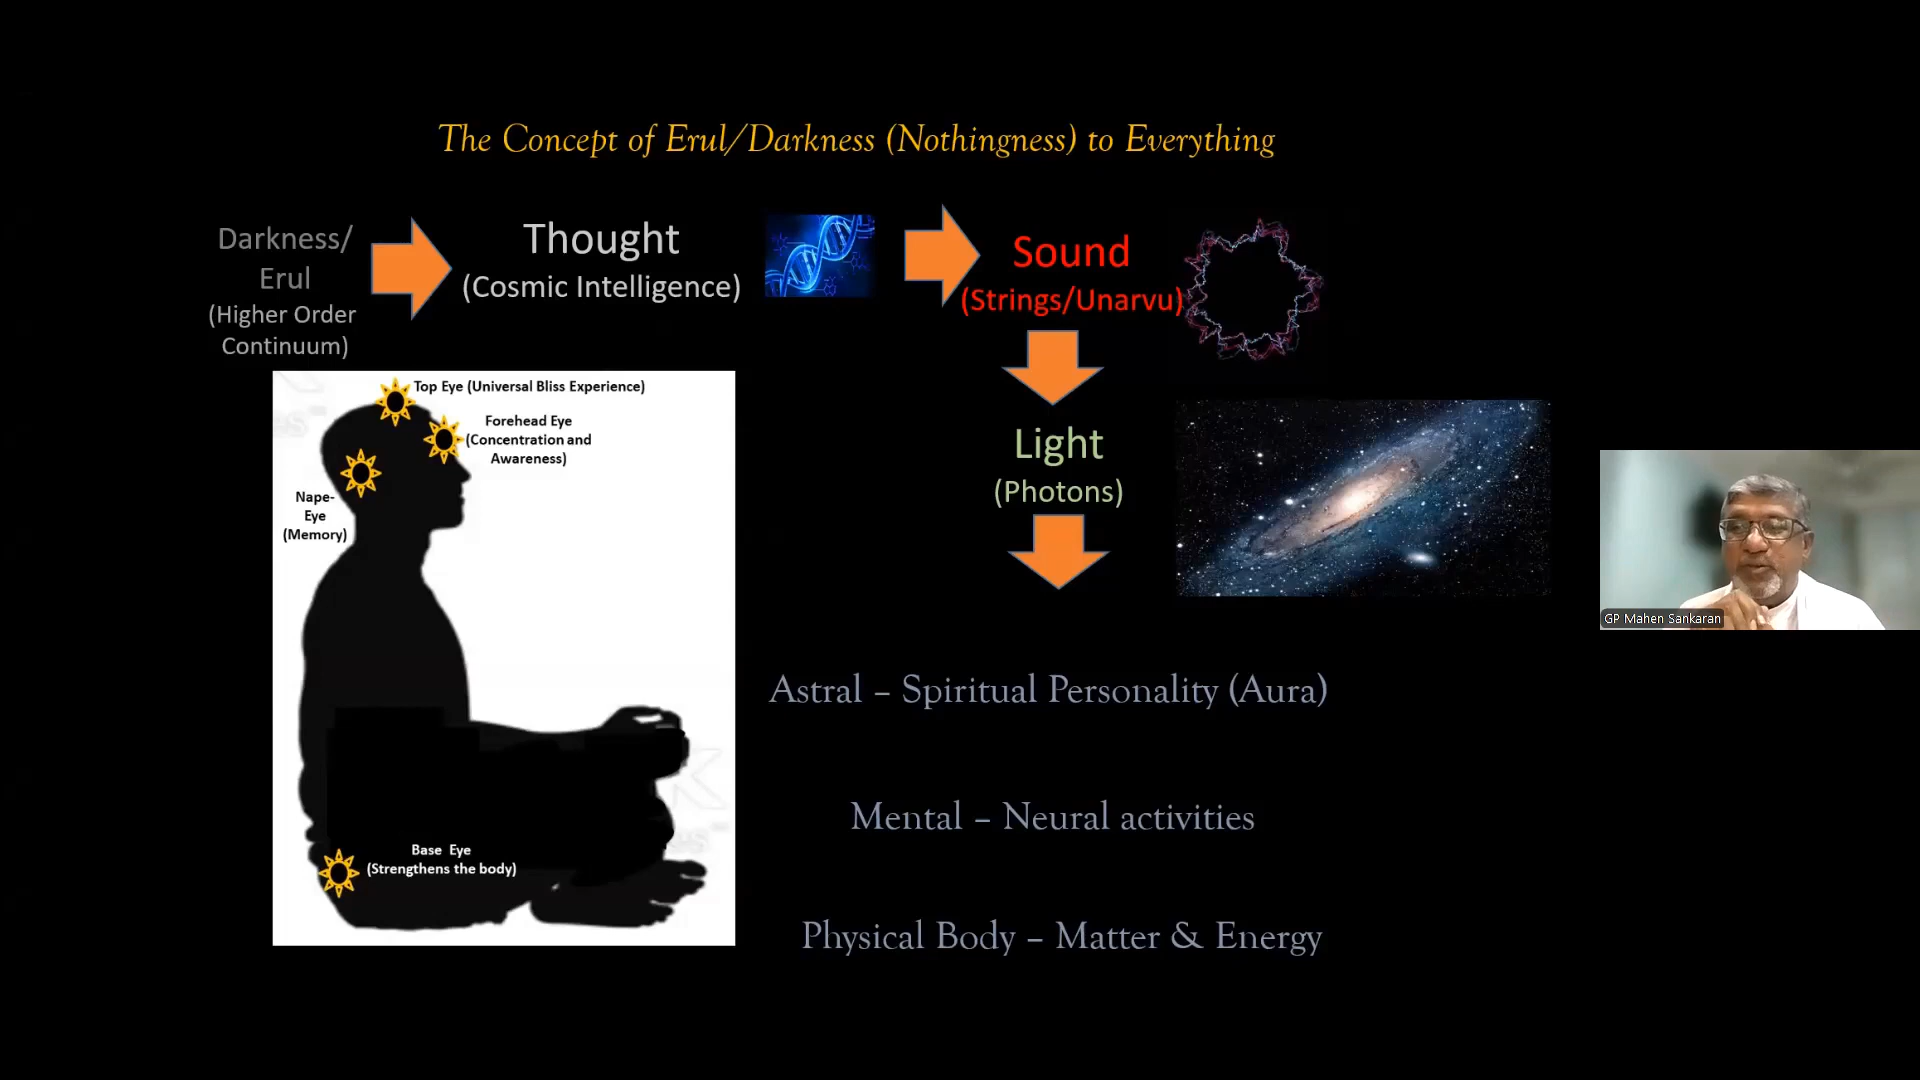 The Concept of Erul/Darkness (Nothingness) to Everything
Darkness/
Erul
(Higher Order
Continuum)
Thought
(Cosmic Intelligence)
Sound
(Strings/Unarvu)
Light
(Photons)
Top Eye (Universal Bliss Experience)
Forehead Eye
(Concentration and
Awareness)
Nape-
Eye
(Memory)
Base Eye
(Strengthens the body)
Astral – Spiritual Personality (Aura)
Mental – Neural activities
Physical Body – Matter & Energy
GP Mahen Sankaran